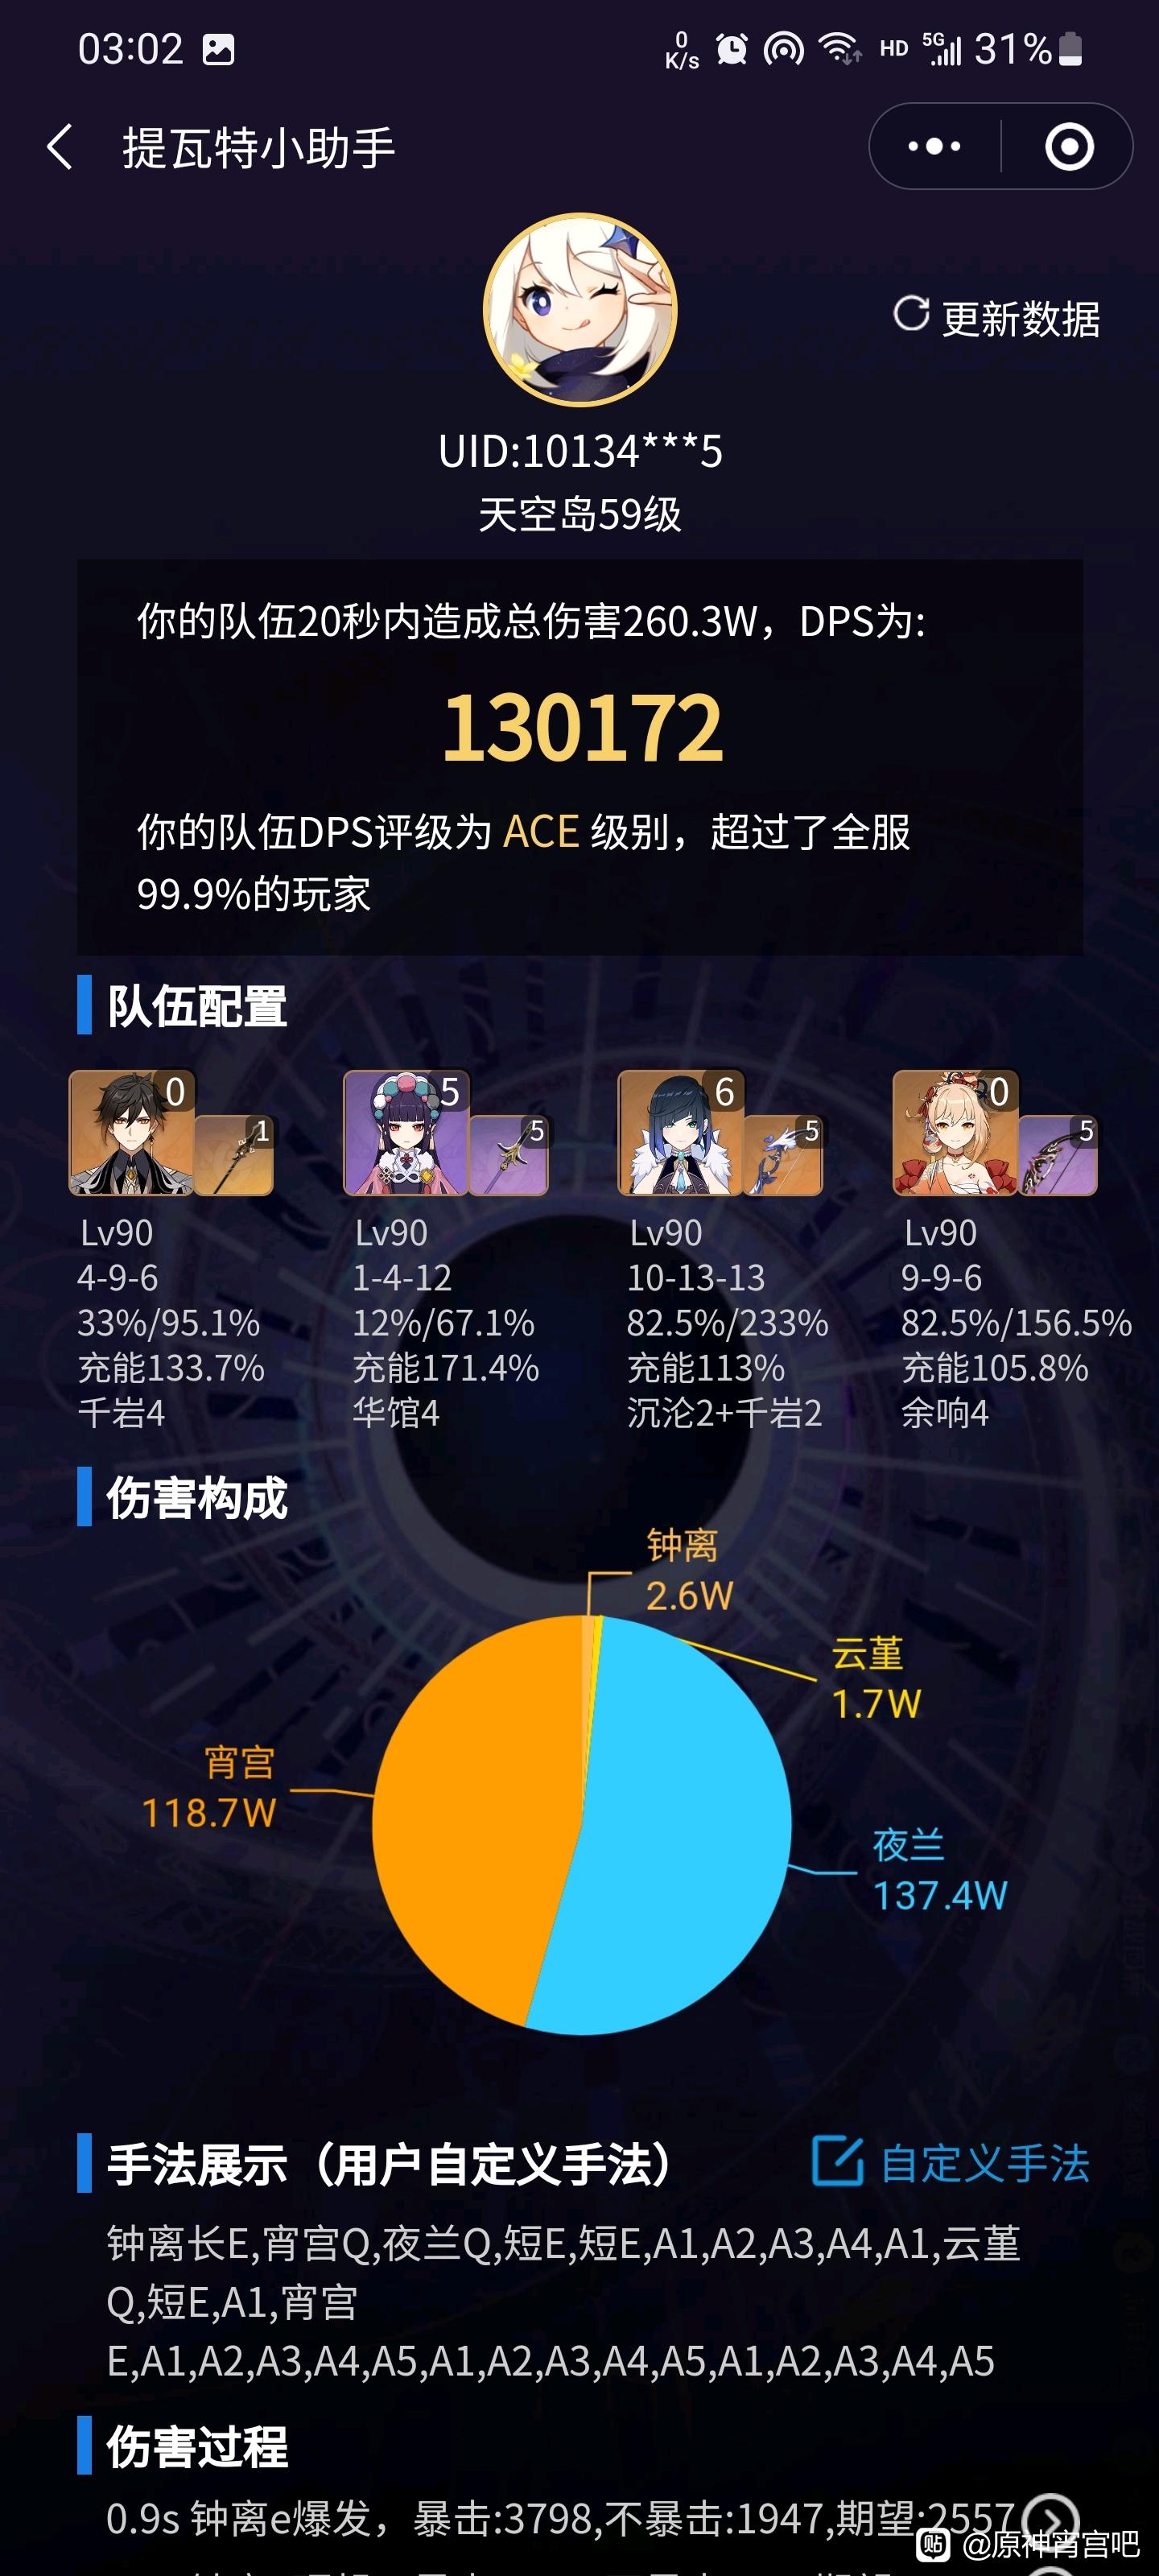 03:02
0
K/s
HD
5G
31%
提瓦特小助手
更新数据
UID:10134***5
天空岛59级
你的队伍20秒内造成总伤害260.3W，DPS为:
130172
你的队伍DPS评级为 ACE 级别，超过了全服
99.9%的玩家
队伍配置
0 1 5 5 6 5 0 5
Lv90 Lv90 Lv90 Lv90
4-9-6 1-4-12 10-13-13 9-9-6
33%/95.1% 12%/67.1% 82.5%/233% 82.5%/156.5%
充能133.7% 充能171.4% 充能113% 充能105.8%
千岩4 华馆4 沉沦2+千岩2 余响4
伤害构成
钟离
2.6W
云堇
1.7W
宵宫
118.7W
夜兰
137.4W
手法展示（用户自定义手法）
自定义手法
钟离长E,宵宫Q,夜兰Q,短E,短E,A1,A2,A3,A4,A1,云堇
Q,短E,A1,宵宫
E,A1,A2,A3,A4,A5,A1,A2,A3,A4,A5,A1,A2,A3,A4,A5
伤害过程
0.9s 钟离e爆发，暴击:3798,不暴击:1947,期望:2557
贴 @原神宵宫吧